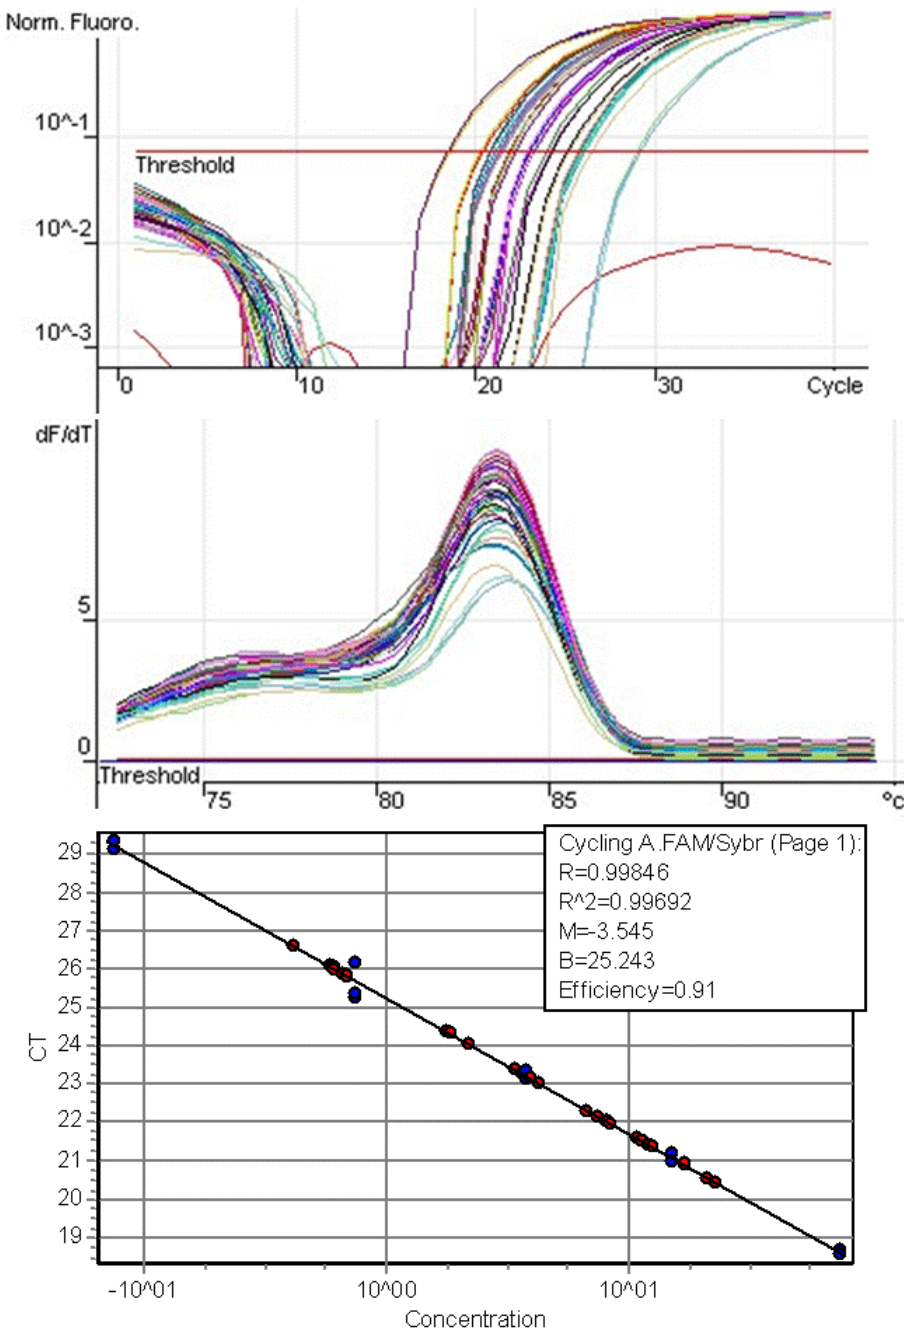 Norm. Fluoro.
10^-1
Threshold
10^-2
10^-3
0
10
20
30
Cycle
dF/dT
5
0
Threshold
75
80
85
90
°c
29
28
27
26
25
24
23
22
21
20
19
CT
Cycling A.FAM/Sybr (Page 1):
R=0.99846
R^2=0.99692
M=-3.545
B=25.243
Efficiency=0.91
-10^01
10^00
10^01
Concentration